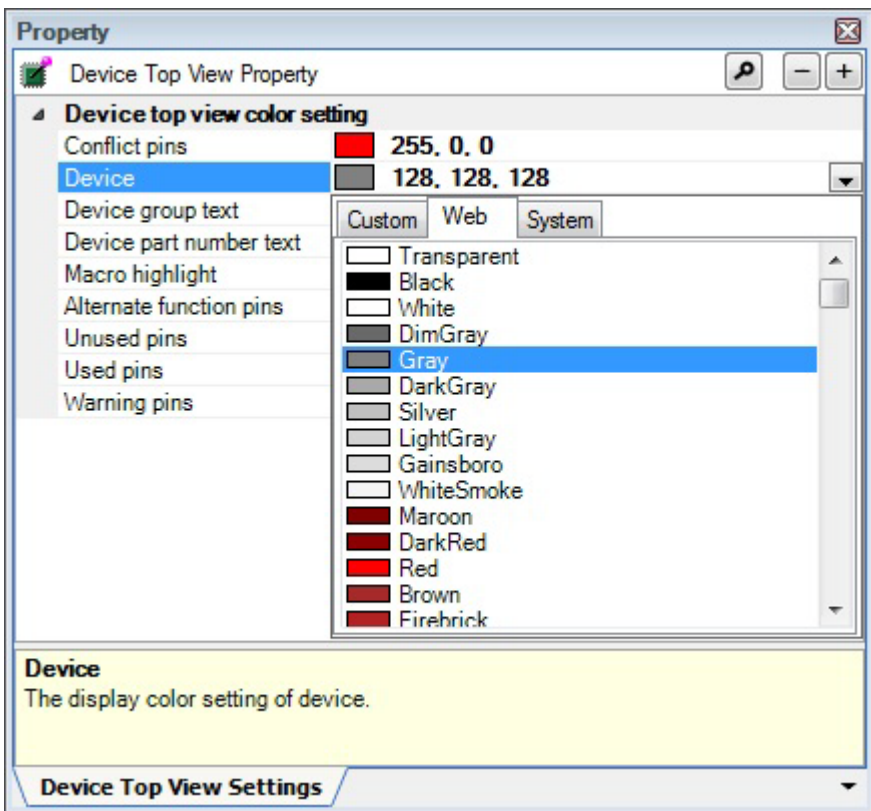 Property
Device Top View Property
Device top view color setting
Conflict pins 255, 0, 0
Device 128, 128, 128
Device group text
Device part number text
Macro highlight
Alternate function pins
Unused pins
Used pins
Warning pins
Custom Web System
Transparent
Black
White
DimGray
Gray
DarkGray
Silver
LightGray
Gainsboro
WhiteSmoke
Maroon
DarkRed
Red
Brown
Firebrick
Device
The display color setting of device.
Device Top View Settings